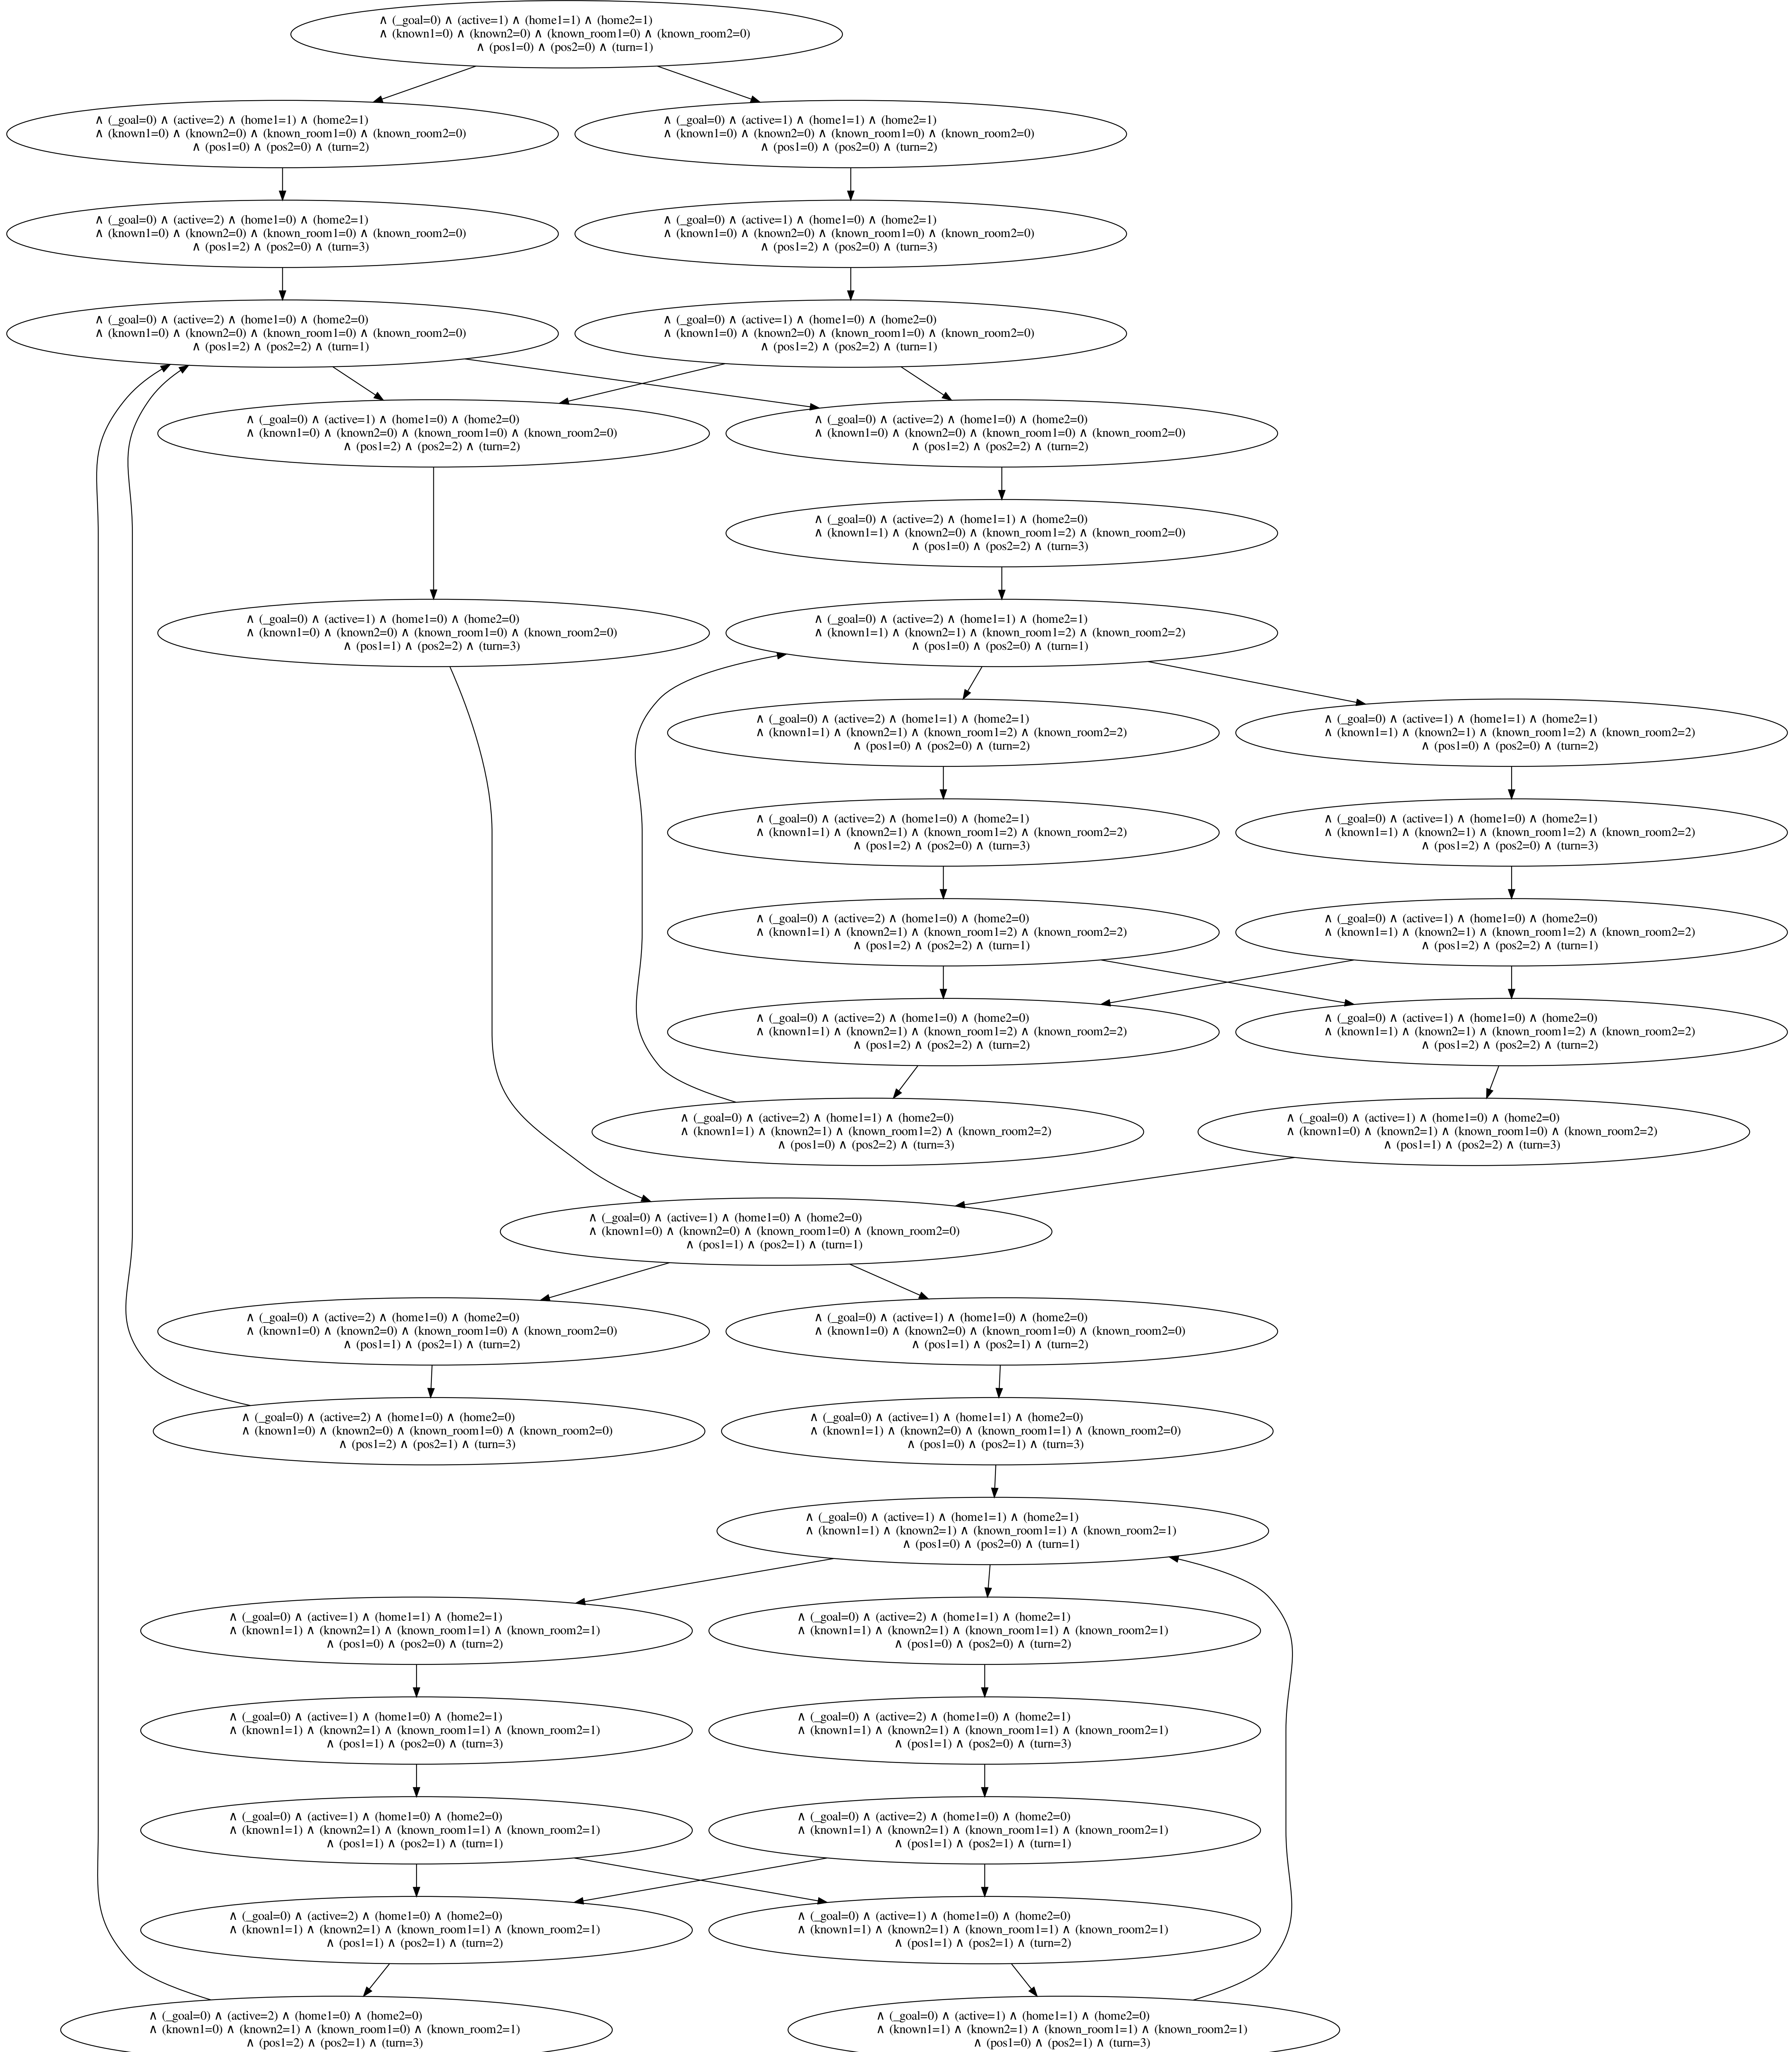 ∧ (_goal=0) ∧ (active=1) ∧ (home1=1) ∧ (home2=1)
∧ (known1=0) ∧ (known2=0) ∧ (known_room1=0) ∧ (known_room2=0)
∧ (pos1=0) ∧ (pos2=0) ∧ (turn=1)
∧ (_goal=0) ∧ (active=2) ∧ (home1=1) ∧ (home2=1)
∧ (known1=0) ∧ (known2=0) ∧ (known_room1=0) ∧ (known_room2=0)
∧ (pos1=0) ∧ (pos2=0) ∧ (turn=2)
∧ (_goal=0) ∧ (active=1) ∧ (home1=1) ∧ (home2=1)
∧ (known1=0) ∧ (known2=0) ∧ (known_room1=0) ∧ (known_room2=0)
∧ (pos1=0) ∧ (pos2=0) ∧ (turn=2)
∧ (_goal=0) ∧ (active=2) ∧ (home1=0) ∧ (home2=1)
∧ (known1=0) ∧ (known2=0) ∧ (known_room1=0) ∧ (known_room2=0)
∧ (pos1=2) ∧ (pos2=0) ∧ (turn=3)
∧ (_goal=0) ∧ (active=1) ∧ (home1=0) ∧ (home2=1)
∧ (known1=0) ∧ (known2=0) ∧ (known_room1=0) ∧ (known_room2=0)
∧ (pos1=2) ∧ (pos2=0) ∧ (turn=3)
∧ (_goal=0) ∧ (active=2) ∧ (home1=0) ∧ (home2=0)
∧ (known1=0) ∧ (known2=0) ∧ (known_room1=0) ∧ (known_room2=0)
∧ (pos1=2) ∧ (pos2=2) ∧ (turn=1)
∧ (_goal=0) ∧ (active=1) ∧ (home1=0) ∧ (home2=0)
∧ (known1=0) ∧ (known2=0) ∧ (known_room1=0) ∧ (known_room2=0)
∧ (pos1=2) ∧ (pos2=2) ∧ (turn=1)
∧ (_goal=0) ∧ (active=1) ∧ (home1=0) ∧ (home2=0)
∧ (known1=0) ∧ (known2=0) ∧ (known_room1=0) ∧ (known_room2=0)
∧ (pos1=2) ∧ (pos2=2) ∧ (turn=2)
∧ (_goal=0) ∧ (active=2) ∧ (home1=0) ∧ (home2=0)
∧ (known1=0) ∧ (known2=0) ∧ (known_room1=0) ∧ (known_room2=0)
∧ (pos1=2) ∧ (pos2=2) ∧ (turn=2)
∧ (_goal=0) ∧ (active=2) ∧ (home1=1) ∧ (home2=0)
∧ (known1=1) ∧ (known2=0) ∧ (known_room1=2) ∧ (known_room2=0)
∧ (pos1=0) ∧ (pos2=2) ∧ (turn=3)
∧ (_goal=0) ∧ (active=1) ∧ (home1=0) ∧ (home2=0)
∧ (known1=0) ∧ (known2=0) ∧ (known_room1=0) ∧ (known_room2=0)
∧ (pos1=1) ∧ (pos2=2) ∧ (turn=3)
∧ (_goal=0) ∧ (active=2) ∧ (home1=1) ∧ (home2=1)
∧ (known1=1) ∧ (known2=1) ∧ (known_room1=2) ∧ (known_room2=2)
∧ (pos1=0) ∧ (pos2=0) ∧ (turn=1)
∧ (_goal=0) ∧ (active=2) ∧ (home1=1) ∧ (home2=1)
∧ (known1=1) ∧ (known2=1) ∧ (known_room1=2) ∧ (known_room2=2)
∧ (pos1=0) ∧ (pos2=0) ∧ (turn=2)
∧ (_goal=0) ∧ (active=1) ∧ (home1=1) ∧ (home2=1)
∧ (known1=1) ∧ (known2=1) ∧ (known_room1=2) ∧ (known_room2=2)
∧ (pos1=0) ∧ (pos2=0) ∧ (turn=2)
∧ (_goal=0) ∧ (active=2) ∧ (home1=0) ∧ (home2=1)
∧ (known1=1) ∧ (known2=1) ∧ (known_room1=2) ∧ (known_room2=2)
∧ (pos1=2) ∧ (pos2=0) ∧ (turn=3)
∧ (_goal=0) ∧ (active=1) ∧ (home1=0) ∧ (home2=1)
∧ (known1=1) ∧ (known2=1) ∧ (known_room1=2) ∧ (known_room2=2)
∧ (pos1=2) ∧ (pos2=0) ∧ (turn=3)
∧ (_goal=0) ∧ (active=2) ∧ (home1=0) ∧ (home2=0)
∧ (known1=1) ∧ (known2=1) ∧ (known_room1=2) ∧ (known_room2=2)
∧ (pos1=2) ∧ (pos2=2) ∧ (turn=1)
∧ (_goal=0) ∧ (active=1) ∧ (home1=0) ∧ (home2=0)
∧ (known1=1) ∧ (known2=1) ∧ (known_room1=2) ∧ (known_room2=2)
∧ (pos1=2) ∧ (pos2=2) ∧ (turn=1)
∧ (_goal=0) ∧ (active=2) ∧ (home1=0) ∧ (home2=0)
∧ (known1=1) ∧ (known2=1) ∧ (known_room1=2) ∧ (known_room2=2)
∧ (pos1=2) ∧ (pos2=2) ∧ (turn=2)
∧ (_goal=0) ∧ (active=1) ∧ (home1=0) ∧ (home2=0)
∧ (known1=1) ∧ (known2=1) ∧ (known_room1=2) ∧ (known_room2=2)
∧ (pos1=2) ∧ (pos2=2) ∧ (turn=2)
∧ (_goal=0) ∧ (active=2) ∧ (home1=1) ∧ (home2=0)
∧ (known1=1) ∧ (known2=1) ∧ (known_room1=2) ∧ (known_room2=2)
∧ (pos1=0) ∧ (pos2=2) ∧ (turn=3)
∧ (_goal=0) ∧ (active=1) ∧ (home1=0) ∧ (home2=0)
∧ (known1=0) ∧ (known2=1) ∧ (known_room1=0) ∧ (known_room2=2)
∧ (pos1=1) ∧ (pos2=2) ∧ (turn=3)
∧ (_goal=0) ∧ (active=1) ∧ (home1=0) ∧ (home2=0)
∧ (known1=0) ∧ (known2=0) ∧ (known_room1=0) ∧ (known_room2=0)
∧ (pos1=1) ∧ (pos2=1) ∧ (turn=1)
∧ (_goal=0) ∧ (active=2) ∧ (home1=0) ∧ (home2=0)
∧ (known1=0) ∧ (known2=0) ∧ (known_room1=0) ∧ (known_room2=0)
∧ (pos1=1) ∧ (pos2=1) ∧ (turn=2)
∧ (_goal=0) ∧ (active=1) ∧ (home1=0) ∧ (home2=0)
∧ (known1=0) ∧ (known2=0) ∧ (known_room1=0) ∧ (known_room2=0)
∧ (pos1=1) ∧ (pos2=1) ∧ (turn=2)
∧ (_goal=0) ∧ (active=2) ∧ (home1=0) ∧ (home2=0)
∧ (known1=0) ∧ (known2=0) ∧ (known_room1=0) ∧ (known_room2=0)
∧ (pos1=2) ∧ (pos2=1) ∧ (turn=3)
∧ (_goal=0) ∧ (active=1) ∧ (home1=1) ∧ (home2=0)
∧ (known1=1) ∧ (known2=0) ∧ (known_room1=1) ∧ (known_room2=0)
∧ (pos1=0) ∧ (pos2=1) ∧ (turn=3)
∧ (_goal=0) ∧ (active=1) ∧ (home1=1) ∧ (home2=1)
∧ (known1=1) ∧ (known2=1) ∧ (known_room1=1) ∧ (known_room2=1)
∧ (pos1=0) ∧ (pos2=0) ∧ (turn=1)
∧ (_goal=0) ∧ (active=1) ∧ (home1=1) ∧ (home2=1)
∧ (known1=1) ∧ (known2=1) ∧ (known_room1=1) ∧ (known_room2=1)
∧ (pos1=0) ∧ (pos2=0) ∧ (turn=2)
∧ (_goal=0) ∧ (active=2) ∧ (home1=1) ∧ (home2=1)
∧ (known1=1) ∧ (known2=1) ∧ (known_room1=1) ∧ (known_room2=1)
∧ (pos1=0) ∧ (pos2=0) ∧ (turn=2)
∧ (_goal=0) ∧ (active=1) ∧ (home1=0) ∧ (home2=1)
∧ (known1=1) ∧ (known2=1) ∧ (known_room1=1) ∧ (known_room2=1)
∧ (pos1=1) ∧ (pos2=0) ∧ (turn=3)
∧ (_goal=0) ∧ (active=2) ∧ (home1=0) ∧ (home2=1)
∧ (known1=1) ∧ (known2=1) ∧ (known_room1=1) ∧ (known_room2=1)
∧ (pos1=1) ∧ (pos2=0) ∧ (turn=3)
∧ (_goal=0) ∧ (active=1) ∧ (home1=0) ∧ (home2=0)
∧ (known1=1) ∧ (known2=1) ∧ (known_room1=1) ∧ (known_room2=1)
∧ (pos1=1) ∧ (pos2=1) ∧ (turn=1)
∧ (_goal=0) ∧ (active=2) ∧ (home1=0) ∧ (home2=0)
∧ (known1=1) ∧ (known2=1) ∧ (known_room1=1) ∧ (known_room2=1)
∧ (pos1=1) ∧ (pos2=1) ∧ (turn=1)
∧ (_goal=0) ∧ (active=2) ∧ (home1=0) ∧ (home2=0)
∧ (known1=1) ∧ (known2=1) ∧ (known_room1=1) ∧ (known_room2=1)
∧ (pos1=1) ∧ (pos2=1) ∧ (turn=2)
∧ (_goal=0) ∧ (active=1) ∧ (home1=0) ∧ (home2=0)
∧ (known1=1) ∧ (known2=1) ∧ (known_room1=1) ∧ (known_room2=1)
∧ (pos1=1) ∧ (pos2=1) ∧ (turn=2)
∧ (_goal=0) ∧ (active=2) ∧ (home1=0) ∧ (home2=0)
∧ (known1=0) ∧ (known2=1) ∧ (known_room1=0) ∧ (known_room2=1)
∧ (pos1=2) ∧ (pos2=1) ∧ (turn=3)
∧ (_goal=0) ∧ (active=1) ∧ (home1=1) ∧ (home2=0)
∧ (known1=1) ∧ (known2=1) ∧ (known_room1=1) ∧ (known_room2=1)
∧ (pos1=0) ∧ (pos2=1) ∧ (turn=3)